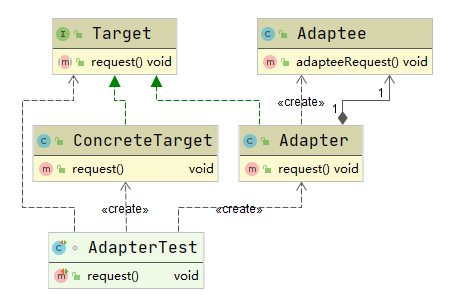 I Target
m request() void
C Adaptee
m adapteeRequest() void
«create»
1
1
C ConcreteTarget
m request() void
C Adapter
m request() void
«create»
«create»
C AdapterTest
m request() void